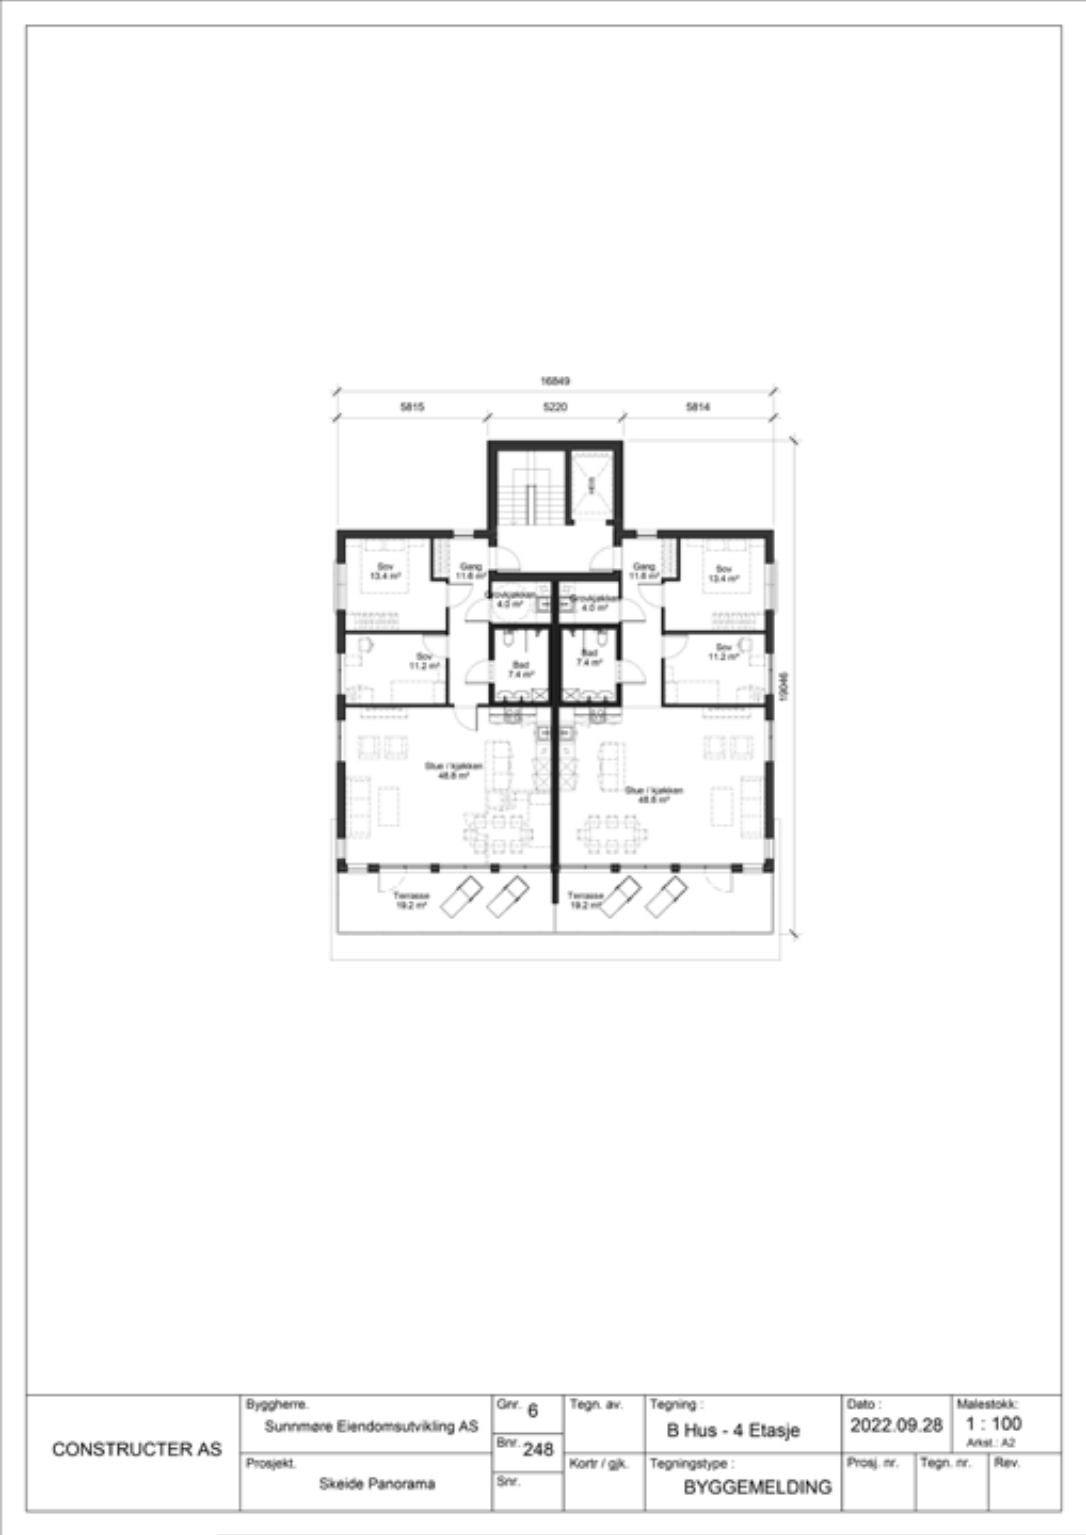 16849
5815
5220
5814
HEIS
Sov
13.4 m²
Gang
11.6 m²
Gang
11.6 m²
Sov
13.4 m²
Grovkjøkken
4.0 m²
Grovkjøkken
4.0 m²
Sov
11.2 m²
Bad
7.4 m²
Bad
7.4 m²
Sov
11.2 m²
19046
Stue / kjøkken
48.8 m²
Stue / kjøkken
48.8 m²
Terrasse
19.2 m²
Terrasse
19.2 m²
CONSTRUCTER AS
Byggherre.
Sunnmøre Eiendomsutvikling AS
Prosjekt.
Skeide Panorama
Gnr. 6
Bnr. 248
Snr.
Tegn. av.
Kortr / gjk.
Tegning :
B Hus - 4 Etasje
Tegningstype :
BYGGEMELDING
Dato :
2022.09.28
Malestokk:
1 : 100
Arkst.: A2
Prosj. nr.
Tegn. nr.
Rev.